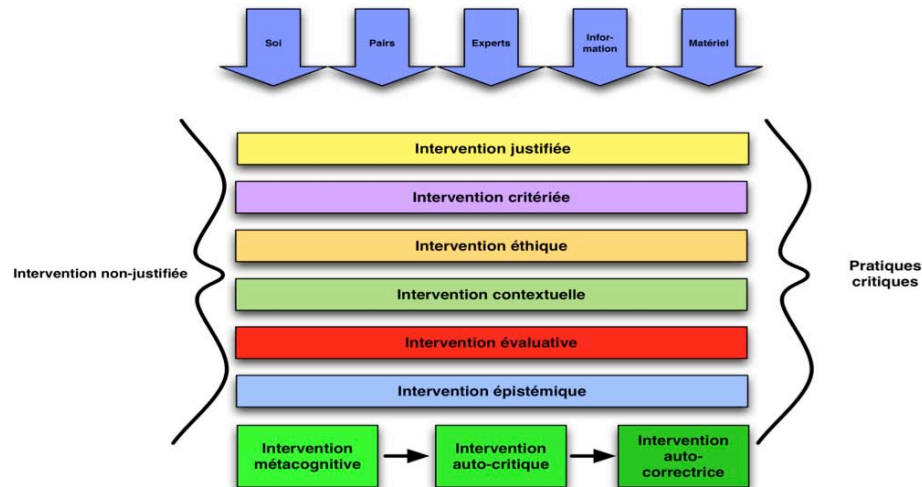 Soi
Pairs
Experts
Infor-
mation
Matériel
Intervention justifiée
Intervention critériée
Intervention éthique
Intervention contextuelle
Intervention évaluative
Intervention épistémique
Intervention non-justifiée
Pratiques
critiques
Intervention
métacognitive
Intervention
auto-critique
Intervention
auto-
correctrice